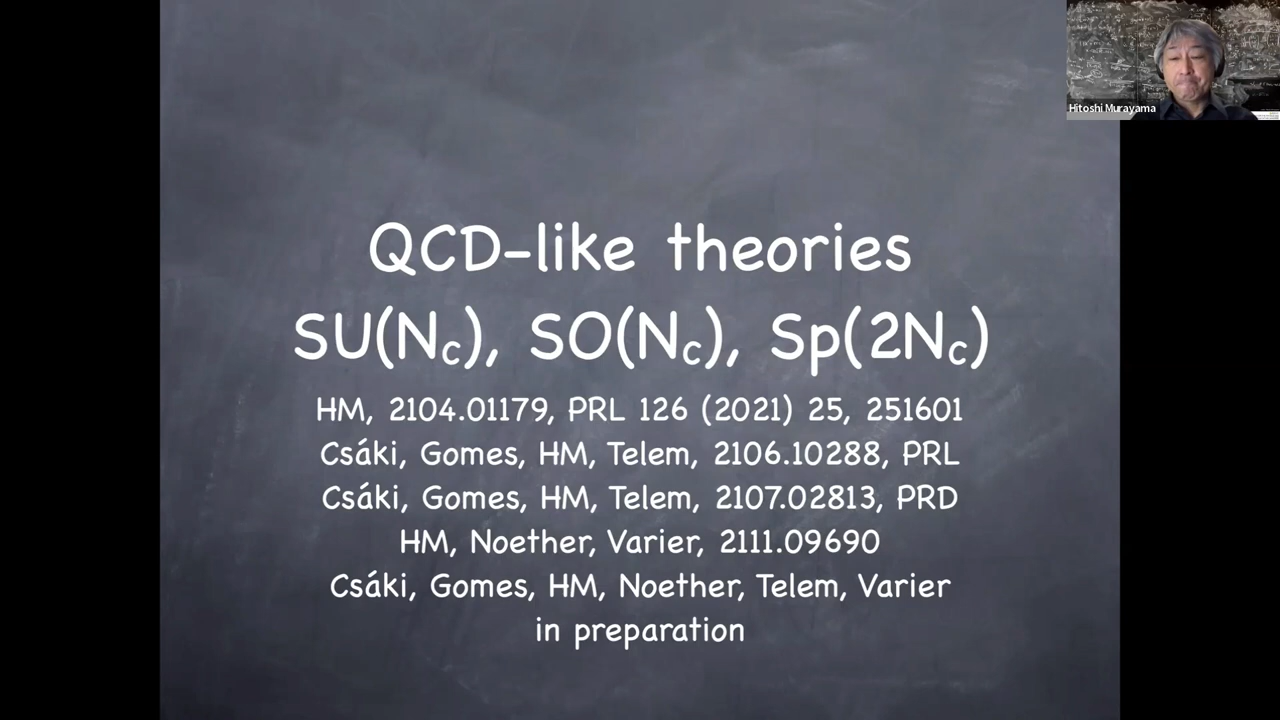 QCD-like theories
SU(Nc), SO(Nc), Sp(2Nc)
HM, 2104.01179, PRL 126 (2021) 25, 251601
Csáki, Gomes, HM, Telem, 2106.10288, PRL
Csáki, Gomes, HM, Telem, 2107.02813, PRD
HM, Noether, Varier, 2111.09690
Csáki, Gomes, HM, Noether, Telem, Varier
in preparation
Hitoshi Murayama